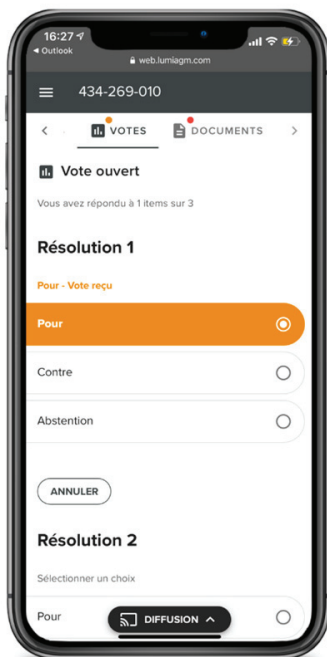 16:27
Outlook
web.lumiagm.com
434-269-010
VOTES
DOCUMENTS
Vote ouvert
Vous avez répondu à 1 items sur 3
Résolution 1
Pour - Vote reçu
Pour
Contre
Abstention
ANNULER
Résolution 2
Sélectionner un choix
Pour
DIFFUSION